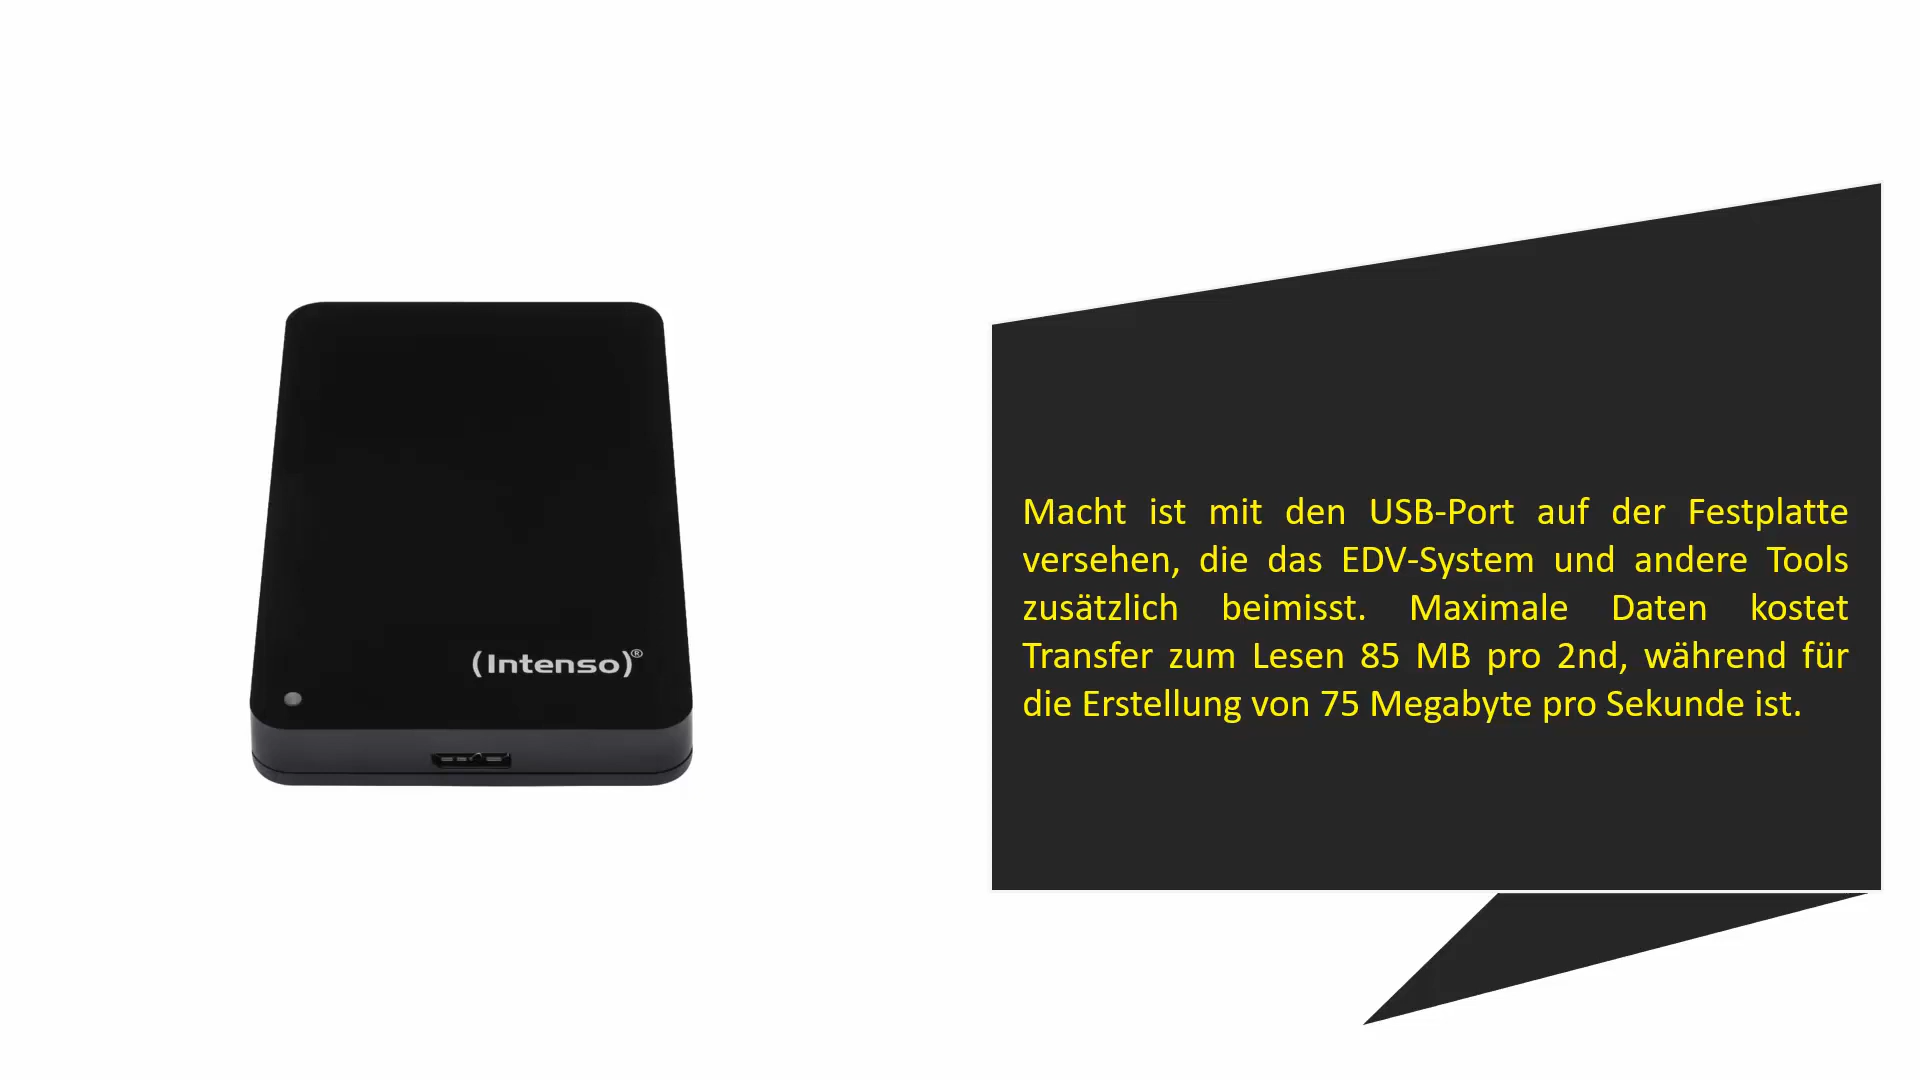 (Intenso)®
Macht ist mit den USB-Port auf der Festplatte
versehen, die das EDV-System und andere Tools
zusätzlich beimisst. Maximale Daten kostet
Transfer zum Lesen 85 MB pro 2nd, während für
die Erstellung von 75 Megabyte pro Sekunde ist.